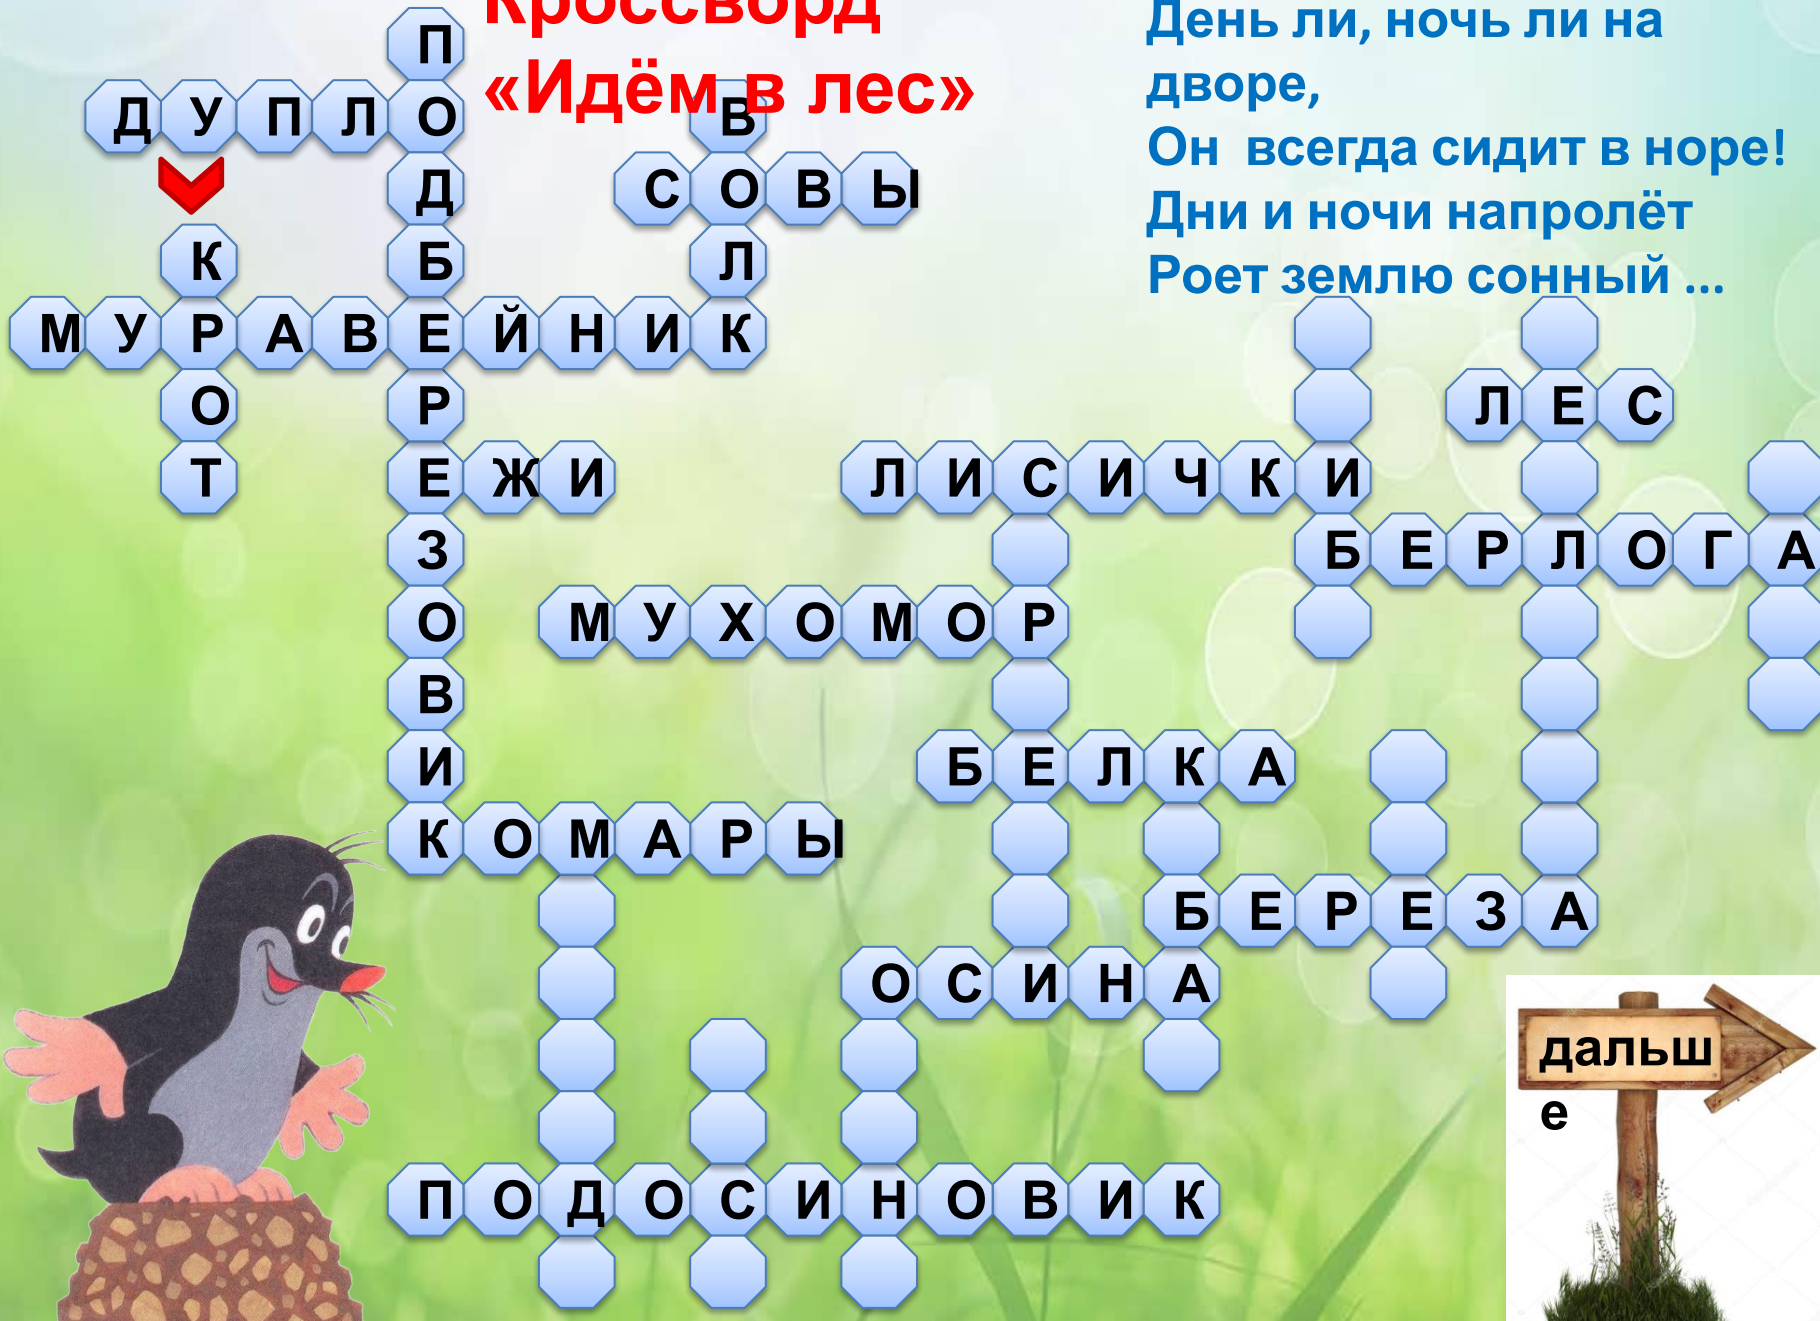 Кроссворд
«Идём в лес»
День ли, ночь ли на
дворе,
Он всегда сидит в норе!
Дни и ночи напролёт
Роет землю сонный ...
ПОДБЕРЕЗОВИК
ДУПЛО
ВОЛК
СОВЫ
КРОТ
МУРАВЕЙНИК
ЛЕС
ЕЖИ
ЛИСИЧКИ
БЕРЛОГА
МУХОМОР
БЕЛКА
КОМАРЫ
БЕРЕЗА
ОСИНА
ПОДОСИНОВИК
дальш
е